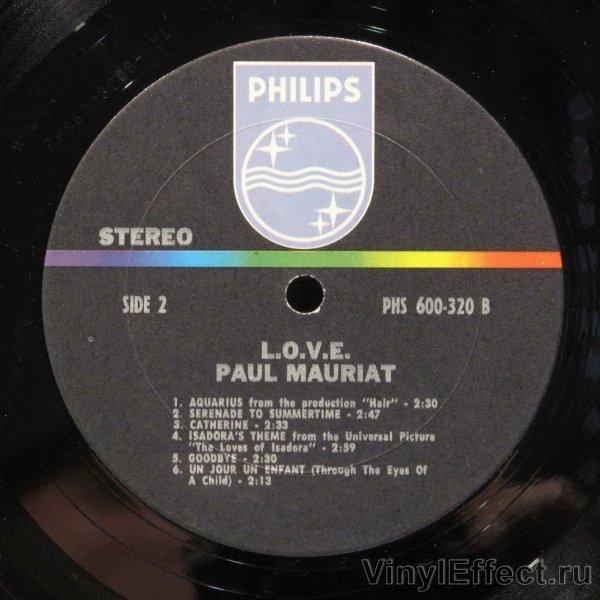 PHILIPS
STEREO
SIDE 2
PHS 600-320 B
L.O.V.E.
PAUL MAURIAT
1. AQUARIUS from the production "Hair" - 2:30
2. SERENADE TO SUMMERTIME - 2:47
3. CATHERINE - 2:33
4. ISADORA'S THEME from the Universal Picture
"The Loves of Isadora" - 2:59
5. GOODBYE - 2:30
6. UN JOUR UN ENFANT (Through The Eyes Of
A Child) - 2:13
VinylEffect.ru